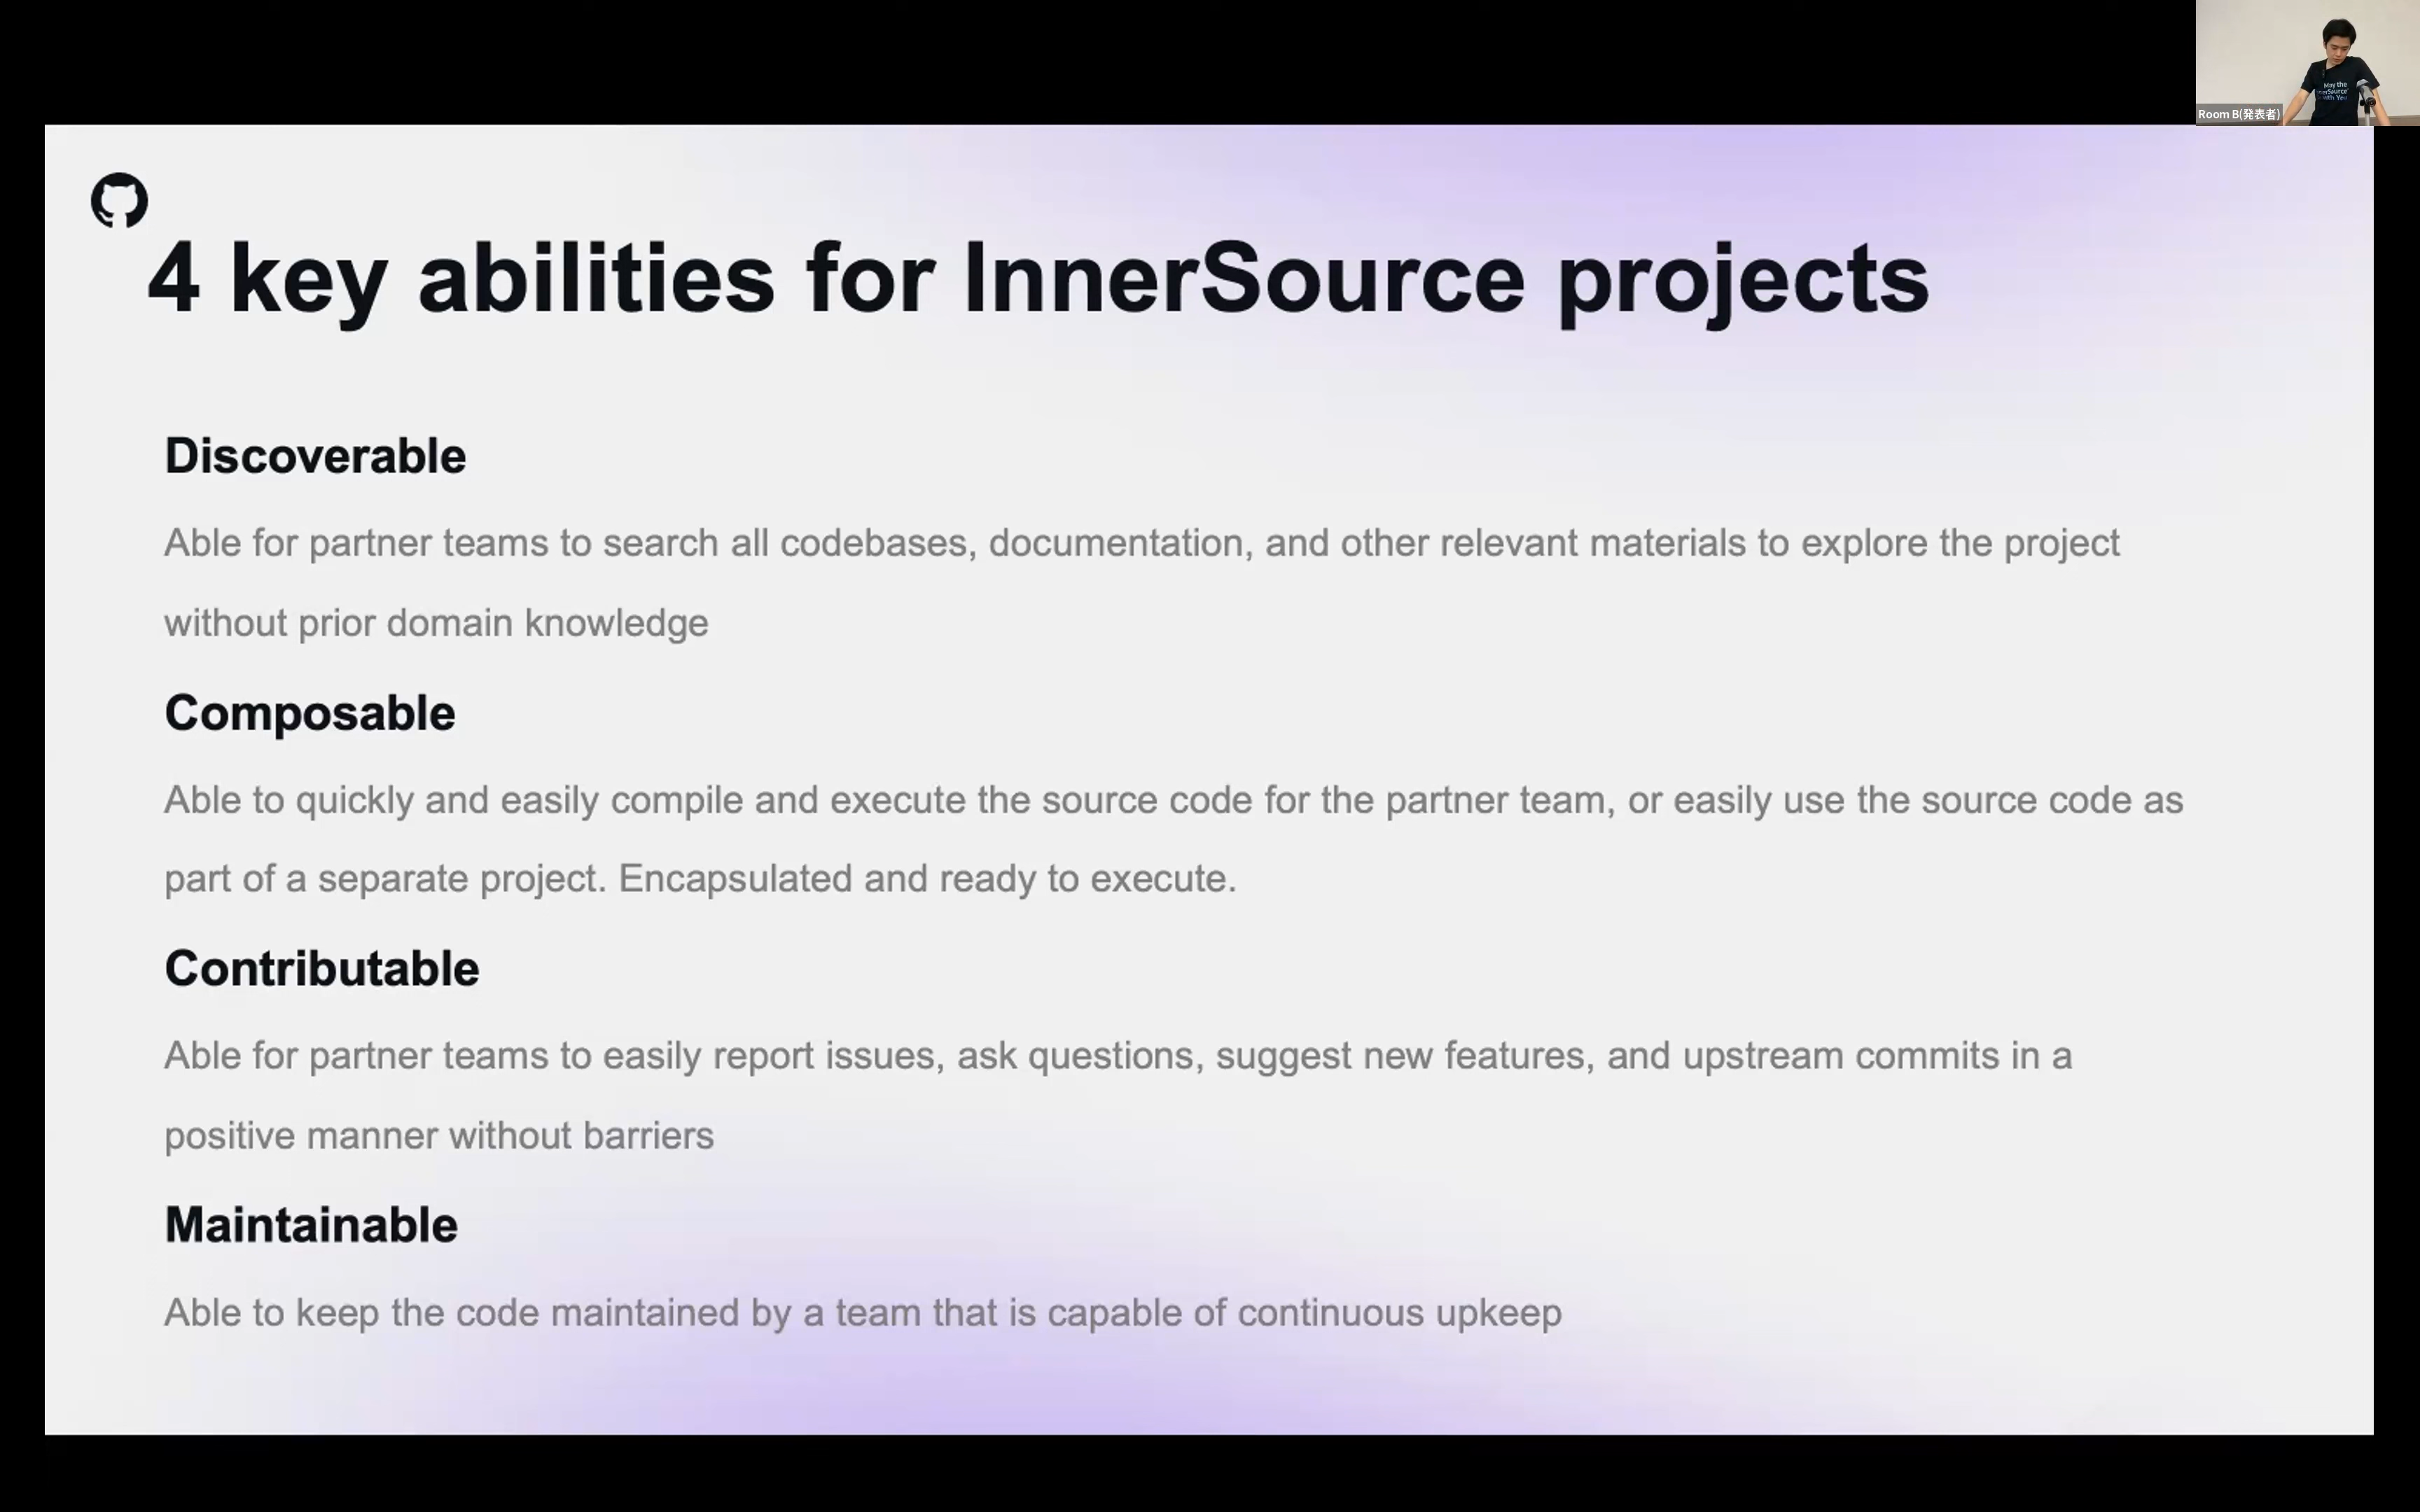 Room B(発表者)
May the
InnerSource
with You
4 key abilities for InnerSource projects
Discoverable
Able for partner teams to search all codebases, documentation, and other relevant materials to explore the project
without prior domain knowledge
Composable
Able to quickly and easily compile and execute the source code for the partner team, or easily use the source code as
part of a separate project. Encapsulated and ready to execute.
Contributable
Able for partner teams to easily report issues, ask questions, suggest new features, and upstream commits in a
positive manner without barriers
Maintainable
Able to keep the code maintained by a team that is capable of continuous upkeep